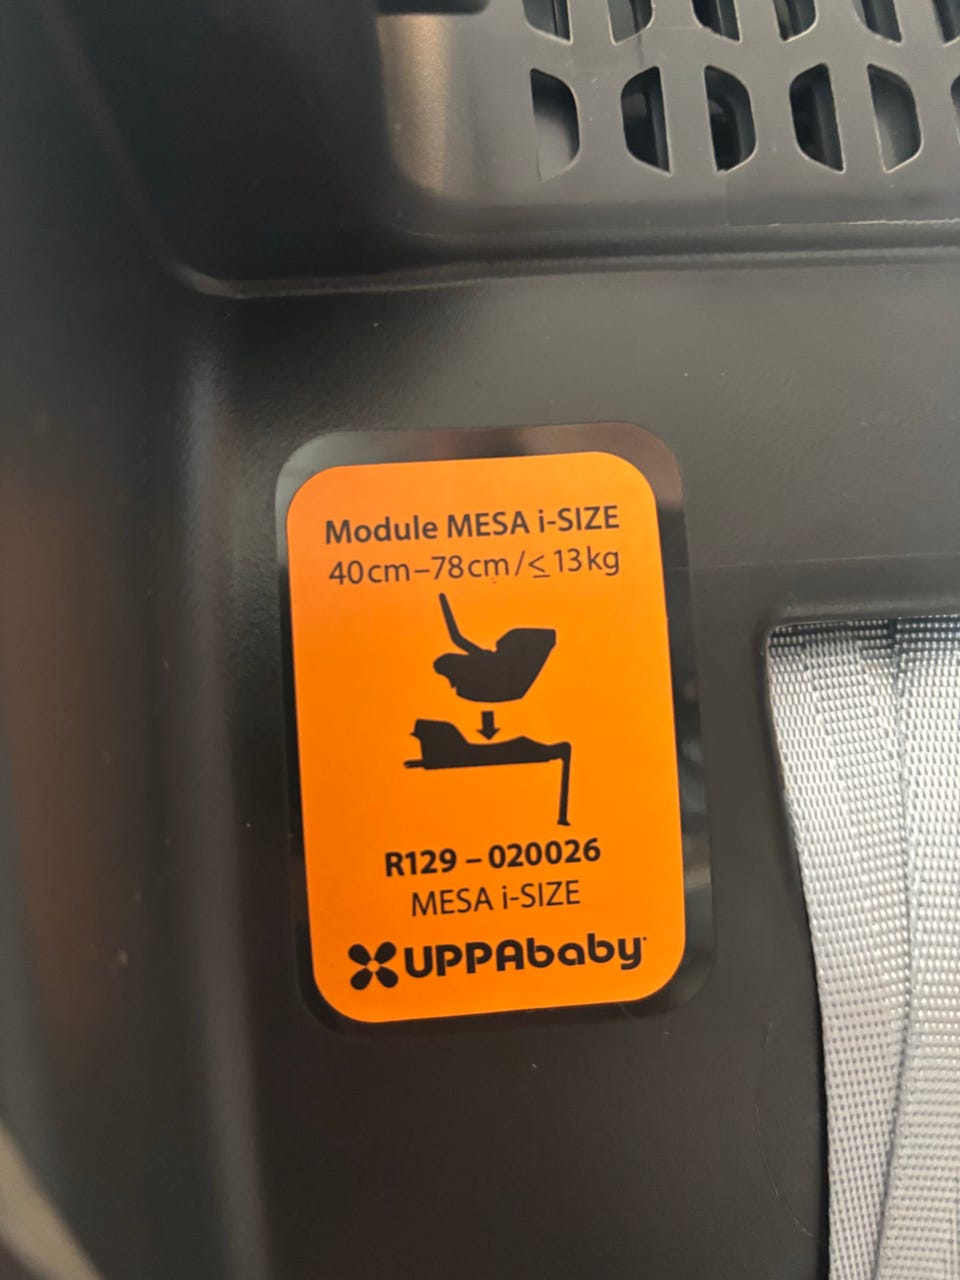 Module MESA i-SIZE
40cm–78cm/≤ 13kg
R129 – 020026
MESA i-SIZE
UPPAbaby